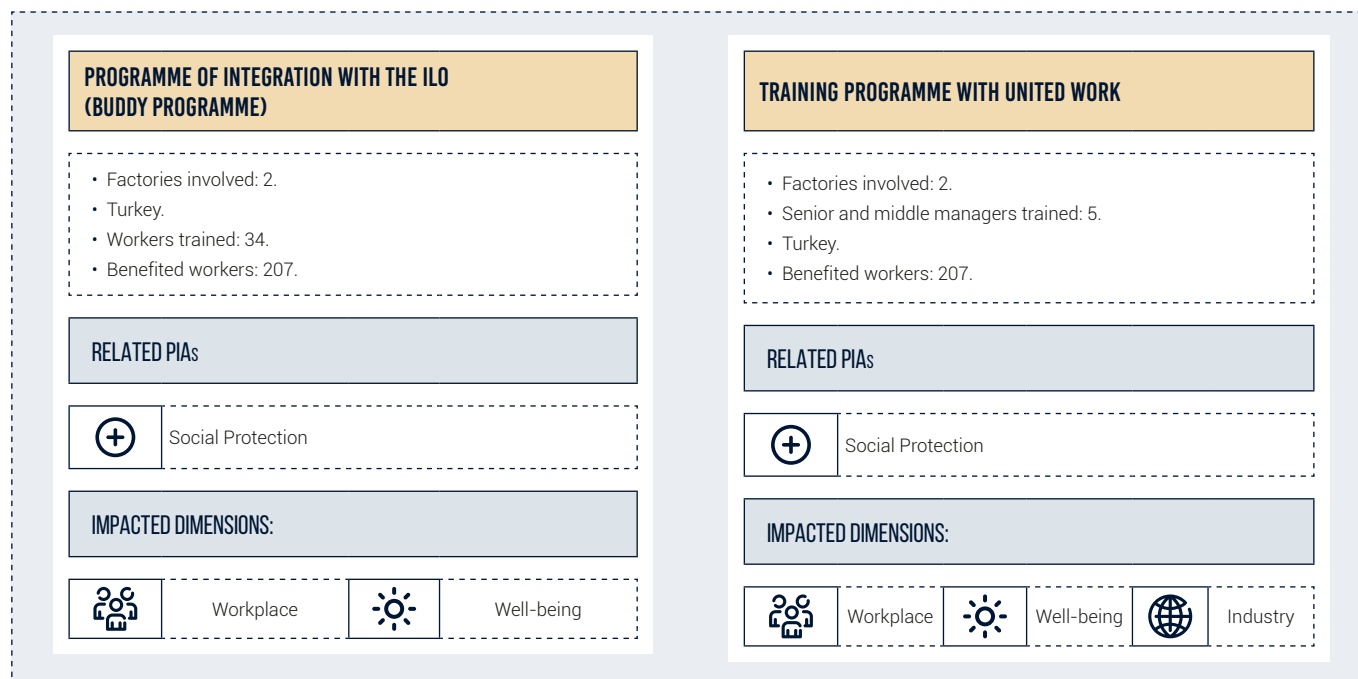 PROGRAMME OF INTEGRATION WITH THE ILO
(BUDDY PROGRAMME)
• Factories involved: 2.
• Turkey.
• Workers trained: 34.
• Benefited workers: 207.
RELATED PIAs
Social Protection
IMPACTED DIMENSIONS:
Workplace
Well-being
TRAINING PROGRAMME WITH UNITED WORK
• Factories involved: 2.
• Senior and middle managers trained: 5.
• Turkey.
• Benefited workers: 207.
RELATED PIAs
Social Protection
IMPACTED DIMENSIONS:
Workplace
Well-being
Industry